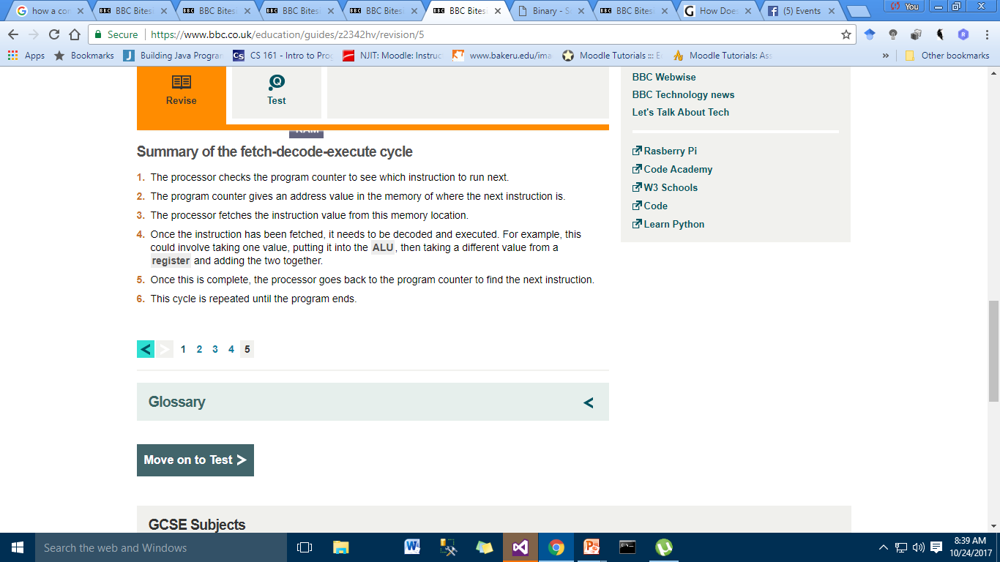 how a cor
BBC Bites
BBC Bites
BBC Bites
BBC Bites
BBC Bites
Binary - S
BBC Bites
How Does
(5) Events
You
Secure https://www.bbc.co.uk/education/guides/z2342hv/revision/5
Apps Bookmarks Building Java Progran CS 161 - Intro to Prog NJIT: Moodle: Instruc www.bakeru.edu/ima Moodle Tutorials ::: E Moodle Tutorials: Ass » Other bookmarks
Revise
Test
RAM
BBC Webwise
BBC Technology news
Let's Talk About Tech
Rasberry Pi
Code Academy
W3 Schools
Code
Learn Python
Summary of the fetch-decode-execute cycle
1. The processor checks the program counter to see which instruction to run next.
2. The program counter gives an address value in the memory of where the next instruction is.
3. The processor fetches the instruction value from this memory location.
4. Once the instruction has been fetched, it needs to be decoded and executed. For example, this
could involve taking one value, putting it into the ALU, then taking a different value from a
register and adding the two together.
5. Once this is complete, the processor goes back to the program counter to find the next instruction.
6. This cycle is repeated until the program ends.
< > 1 2 3 4 5
Glossary <
Move on to Test >
GCSE Subjects
Search the web and Windows
8:39 AM
10/24/2017